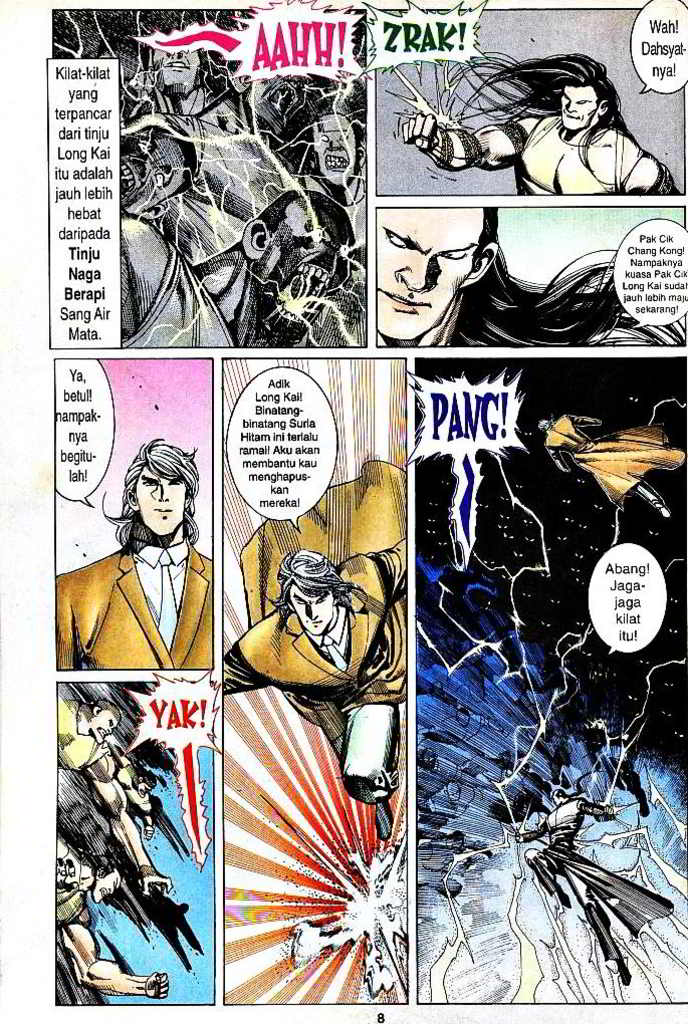 AAHH!
ZRAK!
Wah!
Dahsyat-
nya!
Kilat-kilat
yang
terpancar
dari tinju
Long Kai
itu adalah
jauh lebih
hebat
daripada
Tinju
Naga
Berapi
Sang Air
Mata.
Pak Cik
Chang Kong!
Nampaknya
kuasa Pak Cik
Long Kai sudah
jauh lebih maju
sekarang!
Ya,
betul!
nampak-
nya
begitu-
lah!
Adik
Long Kai!
Binatang-
binatang Surla
Hitam ini terlalu
ramai! Aku akan
membantu kau
menghapus-
kan
mereka!
PANG!
Abang!
Jaga-
jaga
kilat
itu!
YAK!
8